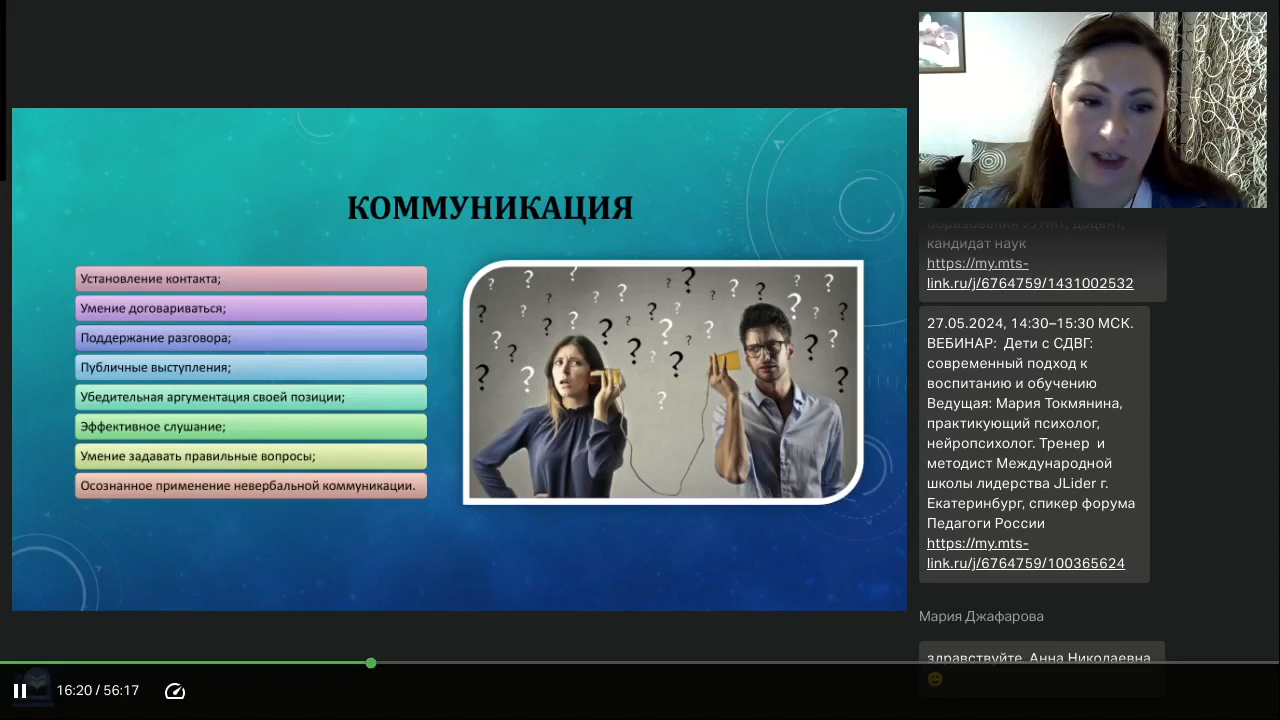 КОММУНИКАЦИЯ
Установление контакта;
Умение договариваться;
Поддержание разговора;
Публичные выступления;
Убедительная аргументация своей позиции;
Эффективное слушание;
Умение задавать правильные вопросы;
Осознанное применение невербальной коммуникации.
кандидат наук
https://my.mts-
link.ru/j/6764759/1431002532
27.05.2024, 14:30–15:30 МСК.
ВЕБИНАР: Дети с СДВГ:
современный подход к
воспитанию и обучению
Ведущая: Мария Токмянина,
практикующий психолог,
нейропсихолог. Тренер и
методист Международной
школы лидерства JLider г.
Екатеринбург, спикер форума
Педагоги России
https://my.mts-
link.ru/j/6764759/100365624
Мария Джафарова
здравствуйте, Анна Николаевна
16:20 / 56:17